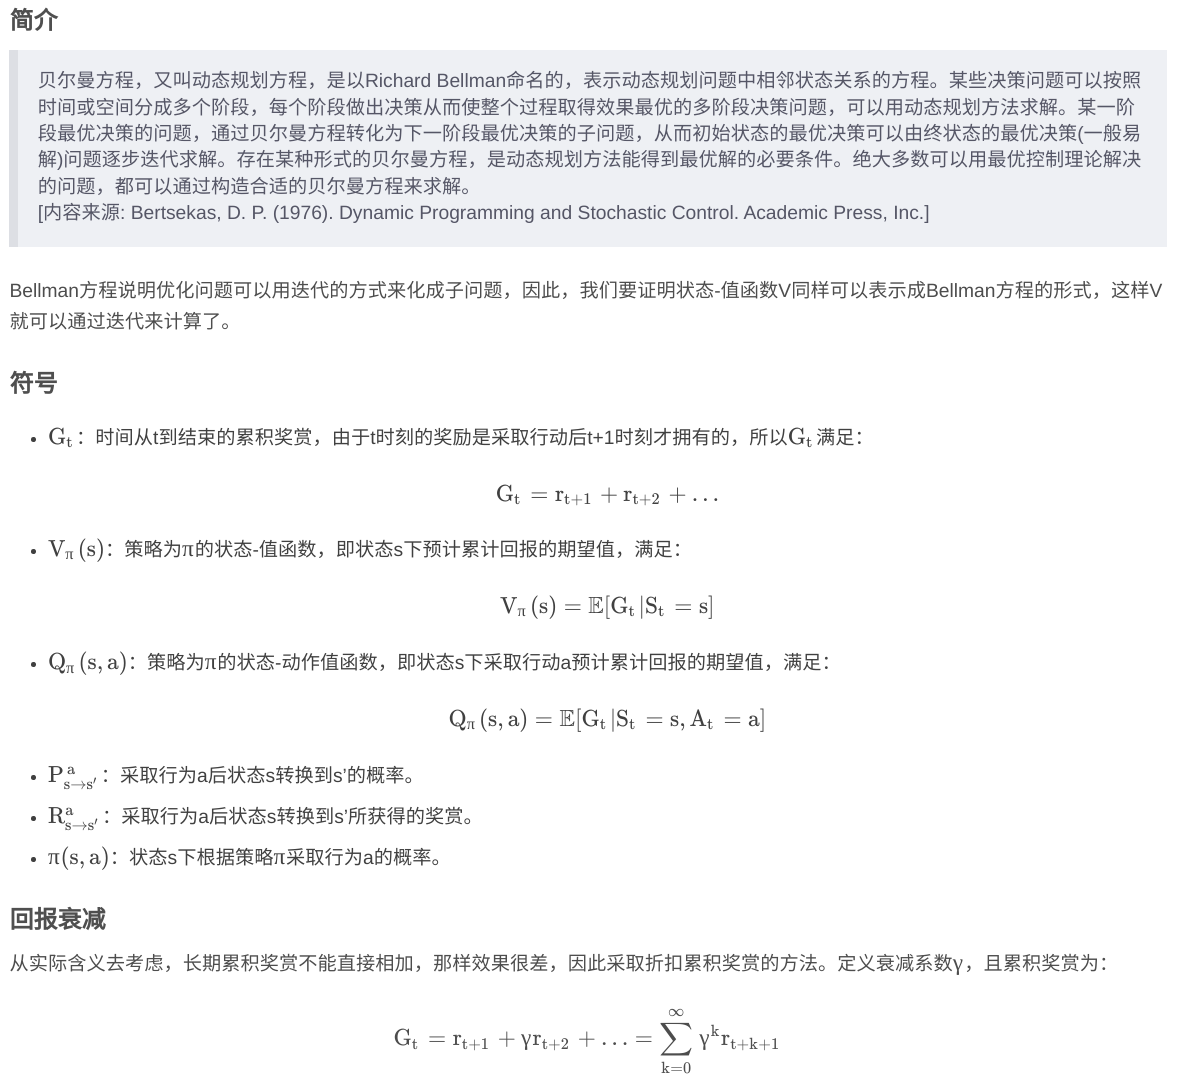 简介
贝尔曼方程，又叫动态规划方程，是以Richard Bellman命名的，表示动态规划问题中相邻状态关系的方程。某些决策问题可以按照
时间或空间分成多个阶段，每个阶段做出决策从而使整个过程取得效果最优的多阶段决策问题，可以用动态规划方法求解。某一阶
段最优决策的问题，通过贝尔曼方程转化为下一阶段最优决策的子问题，从而初始状态的最优决策可以由终状态的最优决策(一般易
解)问题逐步迭代求解。存在某种形式的贝尔曼方程，是动态规划方法能得到最优解的必要条件。绝大多数可以用最优控制理论解决
的问题，都可以通过构造合适的贝尔曼方程来求解。
[内容来源: Bertsekas, D. P. (1976). Dynamic Programming and Stochastic Control. Academic Press, Inc.]
Bellman方程说明优化问题可以用迭代的方式来化成子问题，因此，我们要证明状态-值函数V同样可以表示成Bellman方程的形式，这样V
就可以通过迭代来计算了。
符号
• G_t：时间从t到结束的累积奖赏，由于t时刻的奖励是采取行动后t+1时刻才拥有的，所以G_t 满足：
G_t = r_{t+1} + r_{t+2} + …
• V_π(s)：策略为π的状态-值函数，即状态s下预计累计回报的期望值，满足：
V_π(s) = 𝔼[G_t|S_t = s]
• Q_π(s, a)：策略为π的状态-动作值函数，即状态s下采取行动a预计累计回报的期望值，满足：
Q_π(s, a) = 𝔼[G_t|S_t = s, A_t = a]
• P^a_{s→s′}：采取行为a后状态s转换到s'的概率。
• R^a_{s→s′}：采取行为a后状态s转换到s'所获得的奖赏。
• π(s, a)：状态s下根据策略π采取行为a的概率。
回报衰减
从实际含义去考虑，长期累积奖赏不能直接相加，那样效果很差，因此采取折扣累积奖赏的方法。定义衰减系数γ，且累积奖赏为：
G_t = r_{t+1} + γr_{t+2} + … = ∑_{k=0}^{∞} γ^k r_{t+k+1}